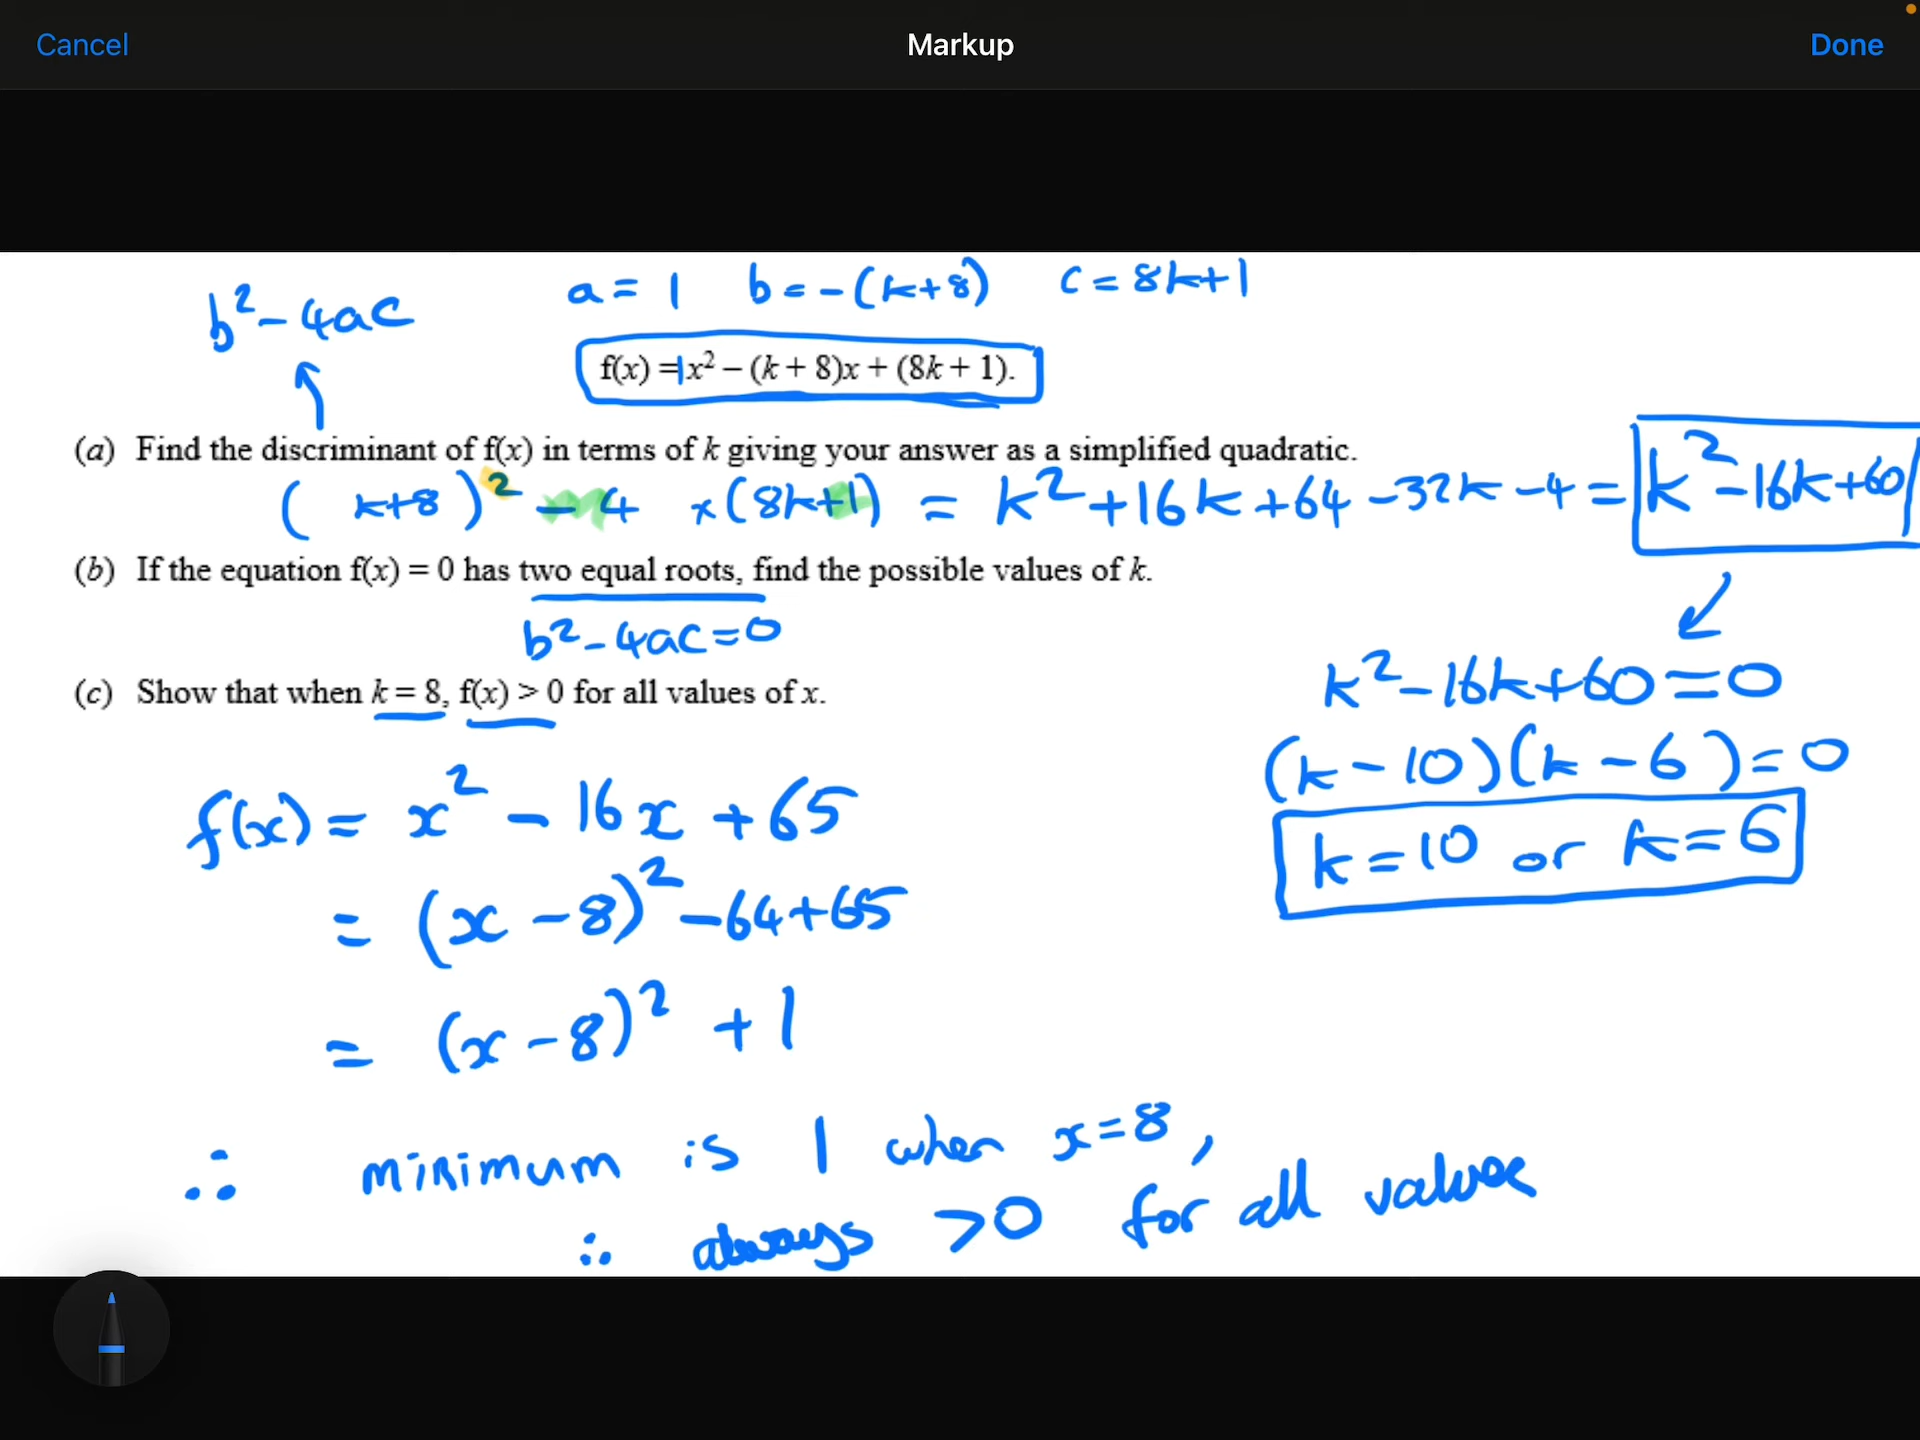 Cancel Markup Done
a = 1 b = -(k+8) c = 8k+1
b² - 4ac
f(x) = 1x² – (k + 8)x + (8k + 1).
(a) Find the discriminant of f(x) in terms of k giving your answer as a simplified quadratic.
( k+8 )² - 4 x (8k+1) = k² + 16k + 64 - 32k - 4 = k² - 16k + 60
(b) If the equation f(x) = 0 has two equal roots, find the possible values of k.
b² - 4ac = 0
k² - 16k + 60 = 0
(c) Show that when k = 8, f(x) > 0 for all values of x.
(k - 10)(k - 6) = 0
f(x) = x² - 16x + 65
k = 10 or k = 6
= (x - 8)² - 64 + 65
= (x - 8)² + 1
∴ minimum is 1 when x = 8,
∴ always > 0 for all values